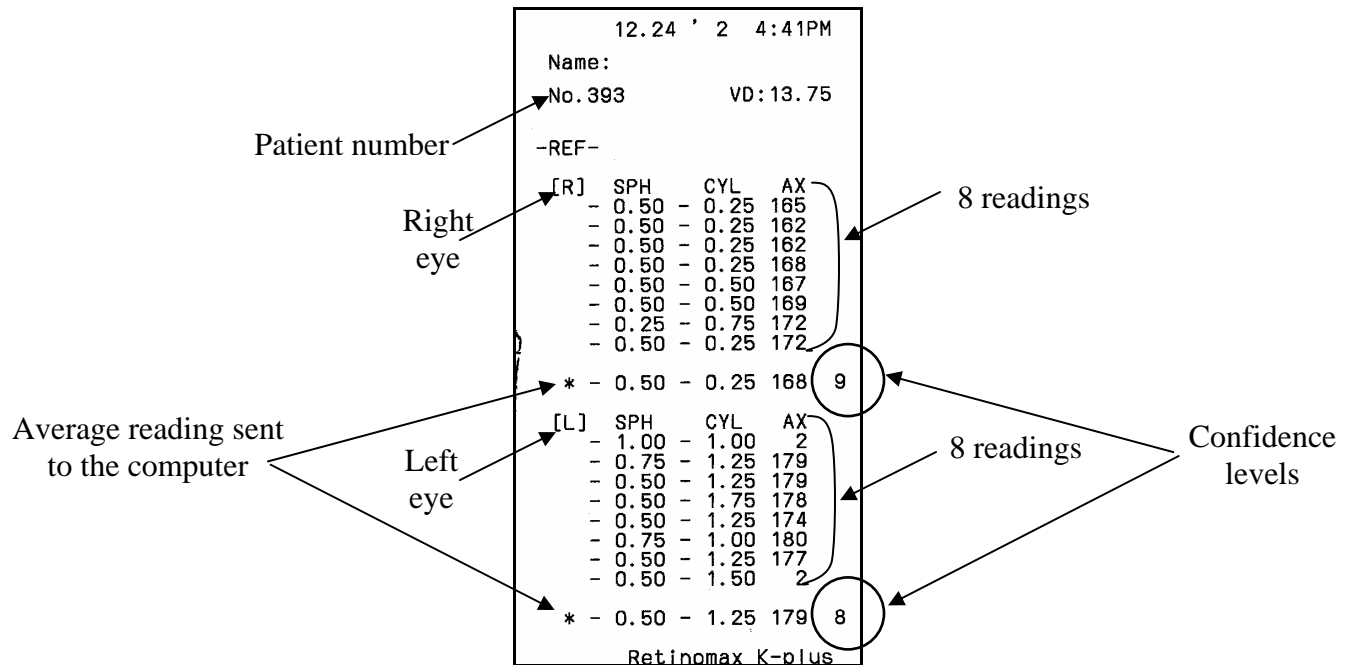 12.24 ' 2 4:41PM
Name:
No.393 VD:13.75
Patient number
-REF-
[R] SPH CYL AX
- 0.50 - 0.25 165
- 0.50 - 0.25 162
- 0.50 - 0.25 162
- 0.50 - 0.25 168
- 0.50 - 0.50 167
- 0.50 - 0.50 169
- 0.25 - 0.75 172
- 0.50 - 0.25 172
8 readings
Right
eye
* - 0.50 - 0.25 168 9
Average reading sent
to the computer
[L] SPH CYL AX
- 1.00 - 1.00 2
- 0.75 - 1.25 179
- 0.50 - 1.25 179
- 0.50 - 1.75 178
- 0.50 - 1.25 174
- 0.75 - 1.00 180
- 0.50 - 1.25 177
- 0.50 - 1.50 2
Left
eye
8 readings
Confidence
levels
* - 0.50 - 1.25 179 8
Retinomax K-plus